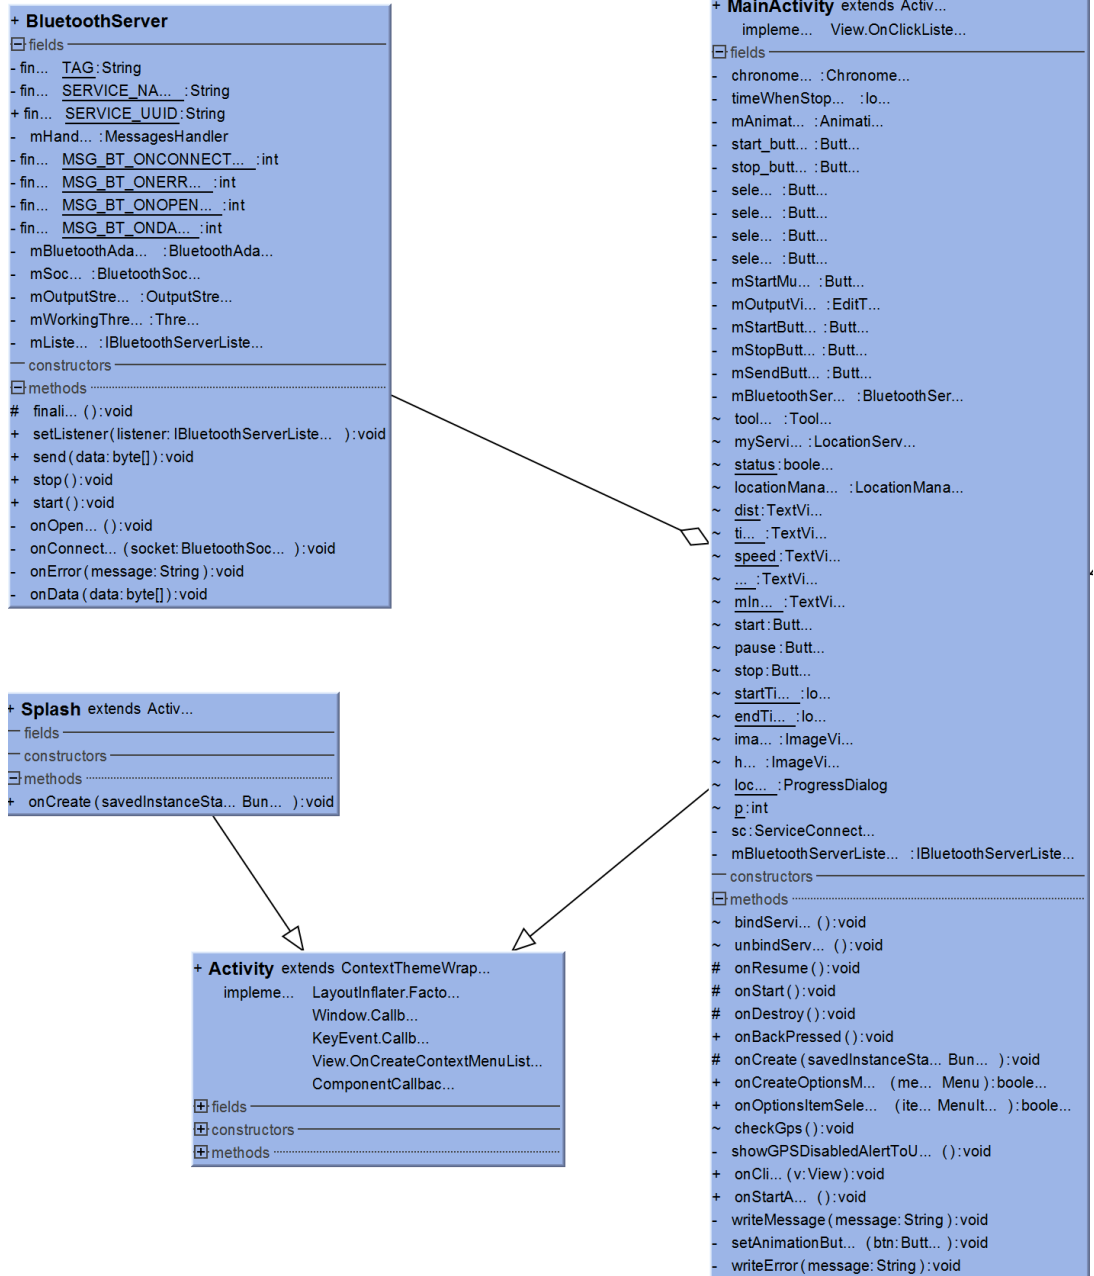 + BluetoothServer
fields
- fin... TAG:String
- fin... SERVICE_NA... :String
+ fin... SERVICE_UUID:String
- mHand... :MessagesHandler
- fin... MSG_BT_ONCONNECT... :int
- fin... MSG_BT_ONERR... :int
- fin... MSG_BT_ONOPEN... :int
- fin... MSG_BT_ONDA... :int
- mBluetoothAda... :BluetoothAda...
- mSoc... :BluetoothSoc...
- mOutputStre... :OutputStre...
- mWorkingThre... :Thre...
- mListe... :IBluetoothServerListe...
constructors
methods
# finali... ():void
+ setListener(listener:IBluetoothServerListe... ):void
+ send(data:byte[]):void
+ stop():void
+ start():void
- onOpen... ():void
- onConnect... (socket:BluetoothSoc... ):void
- onError(message:String):void
- onData(data:byte[]):void
+ Splash extends Activ...
fields
constructors
methods
+ onCreate(savedInstanceSta... Bun... ):void
+ Activity extends ContextThemeWrap...
impleme... LayoutInflater.Facto...
Window.Callb...
KeyEvent.Callb...
View.OnCreateContextMenuList...
ComponentCallbac...
fields
constructors
methods
+ MainActivity extends Activ...
impleme... View.OnClickListe...
fields
- chronome... :Chronome...
- timeWhenStop... :lo...
- mAnimat... :Animati...
- start_butt... :Butt...
- stop_butt... :Butt...
- sele... :Butt...
- sele... :Butt...
- sele... :Butt...
- sele... :Butt...
- mStartMu... :Butt...
- mOutputVi... :EditT...
- mStartButt... :Butt...
- mStopButt... :Butt...
- mSendButt... :Butt...
- mBluetoothSer... :BluetoothSer...
~ tool... :Tool...
~ myServi... :LocationServ...
~ status:boole...
~ locationMana... :LocationMana...
~ dist:TextVi...
~ ti... :TextVi...
~ speed:TextVi...
~ ... :TextVi...
~ mIn... :TextVi...
~ start:Butt...
~ pause:Butt...
~ stop:Butt...
~ startTi... :lo...
~ endTi... :lo...
~ ima... :ImageVi...
~ h... :ImageVi...
~ loc... :ProgressDialog
~ p:int
- sc:ServiceConnect...
- mBluetoothServerListe... :IBluetoothServerListe...
constructors
methods
~ bindServi... ():void
~ unbindServ... ():void
# onResume():void
# onStart():void
# onDestroy():void
+ onBackPressed():void
# onCreate(savedInstanceSta... Bun... ):void
+ onCreateOptionsM... (me... Menu):boole...
+ onOptionsItemSele... (ite... MenuIt... ):boole...
~ checkGps():void
- showGPSDisabledAlertToU... ():void
+ onCli... (v:View):void
+ onStartA... ():void
- writeMessage(message:String):void
- setAnimationBut... (btn:Butt... ):void
- writeError(message:String):void